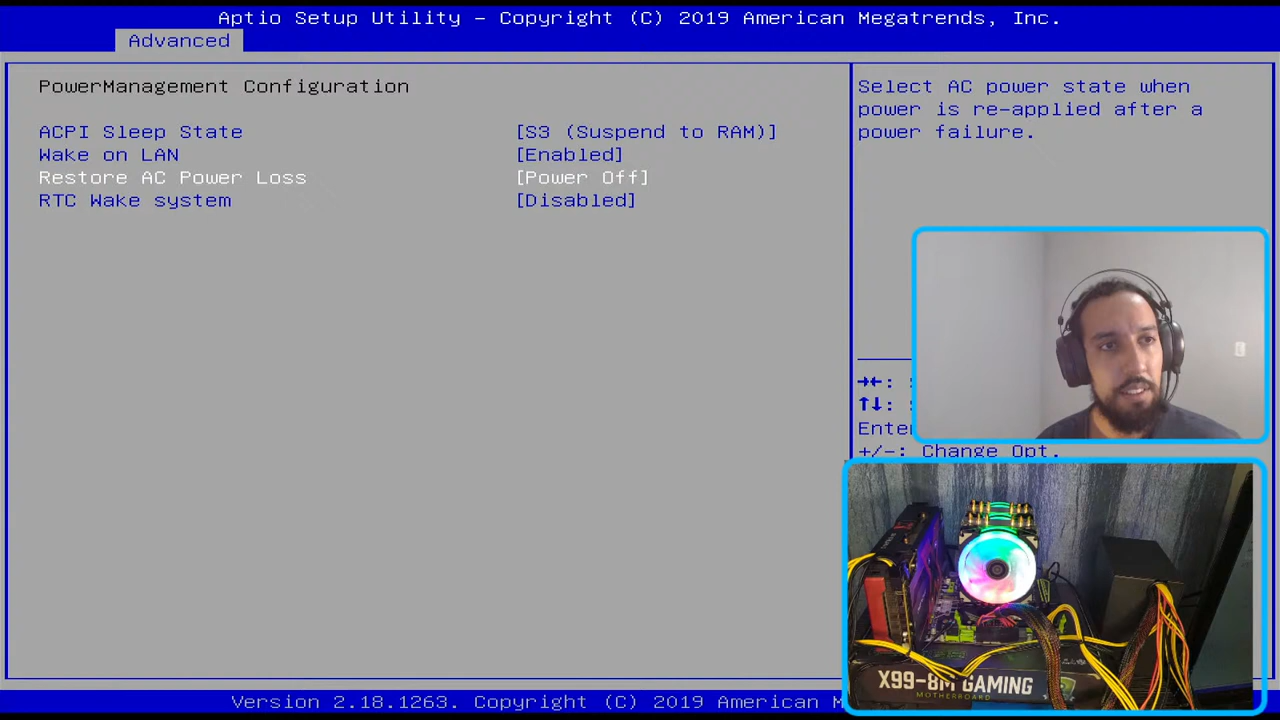 Aptio Setup Utility – Copyright (C) 2019 American Megatrends, Inc.
Advanced
PowerManagement Configuration
ACPI Sleep State [S3 (Suspend to RAM)]
Wake on LAN [Enabled]
Restore AC Power Loss [Power Off]
RTC Wake system [Disabled]
Select AC power state when
power is re-applied after a
power failure.
→←:
↑↓:
Enter
+/-: Change Opt.
X99-8M GAMING
MOTHERBOARD
Version 2.18.1263. Copyright (C) 2019 American